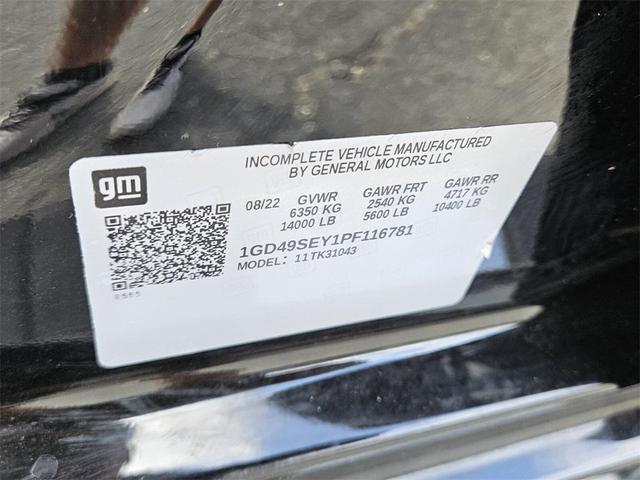 INCOMPLETE VEHICLE MANUFACTURED
BY GENERAL MOTORS LLC
gm
08/22 GVWR GAWR FRT GAWR RR
6350 KG 2540 KG 4717 KG
14000 LB 5600 LB 10400 LB
1GD49SEY1PF116781
MODEL: 11TK31043